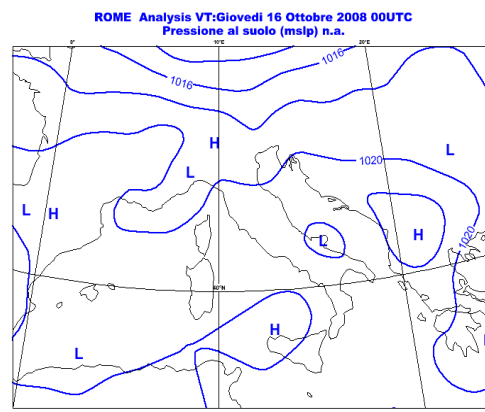 ROME Analysis VT:Giovedi 16 Ottobre 2008 00UTC
Pressione al suolo (mslp) n.a.
0° 10°E 20°E
1016 1016
H
L
1020
L
L H
L
H
1020
40°N
L
H